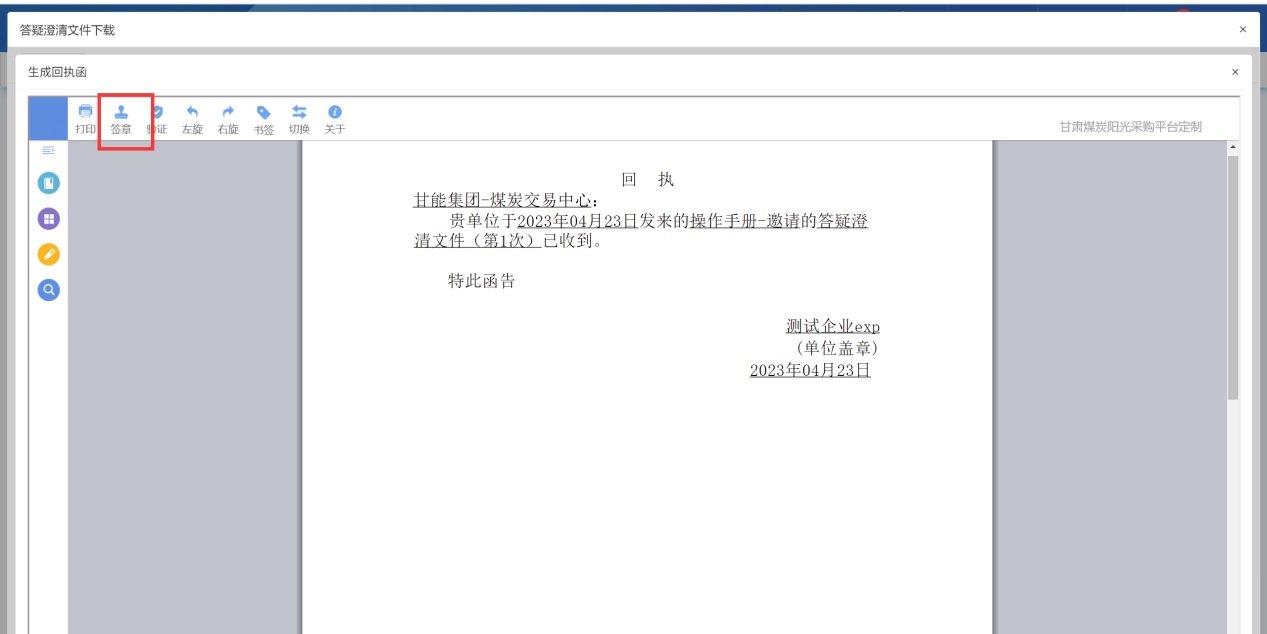 答疑澄清文件下载
生成回执函
打印 签章 验证 左旋 右旋 书签 切换 关于
甘肃煤炭阳光采购平台定制
回 执
甘能集团-煤炭交易中心：
贵单位于2023年04月23日发来的操作手册-邀请的答疑澄
清文件（第1次）已收到。
特此函告
测试企业exp
（单位盖章）
2023年04月23日